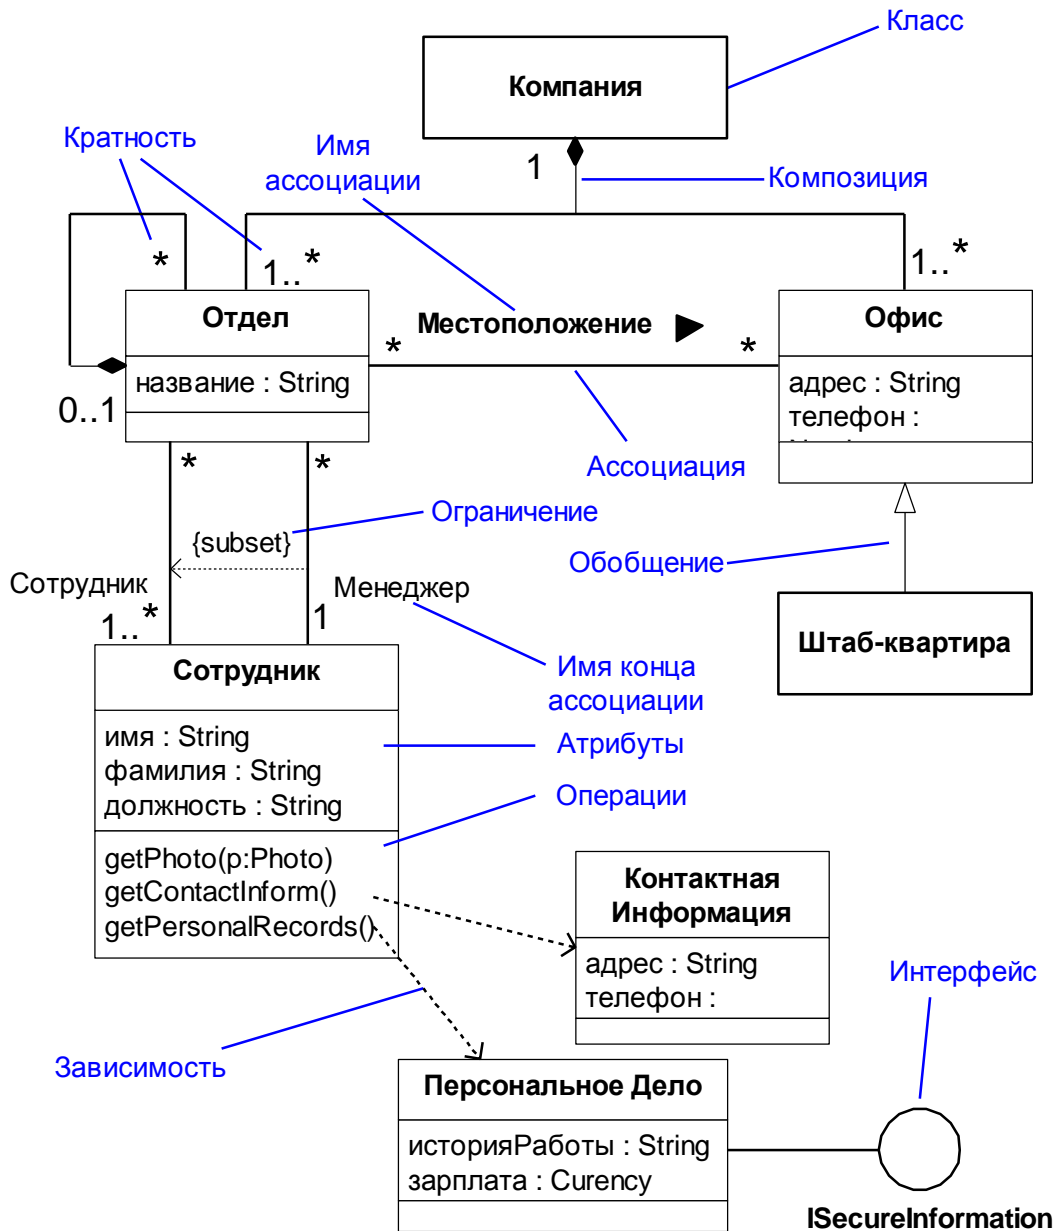 Класс
Компания
Кратность
Имя
ассоциации
1
Композиция
*
1..*
1..*
Отдел
Местоположение
Офис
*
*
название : String
адрес : String
0..1
телефон :
*
*
Ассоциация
Ограничение
{subset}
Обобщение
Сотрудник
Менеджер
1..*
1
Штаб-квартира
Сотрудник
Имя конца
ассоциации
имя : String
Атрибуты
фамилия : String
должность : String
Операции
getPhoto(p:Photo)
getContactInform()
getPersonalRecords()
Контактная
Информация
адрес : String
телефон :
Интерфейс
Зависимость
Персональное Дело
историяРаботы : String
зарплата : Curency
ISecureInformation